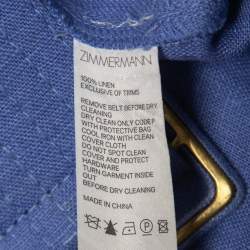 ZIMMERMANN
100% LINEN
EXCLUSIVE OF TRIMS
REMOVE BELT BEFORE DRY
CLEANING
DRY CLEAN ONLY CODE P
WITH PROTECTIVE BAG
COOL IRON WITH CLEAN
COVER CLOTH
DO NOT SPOT CLEAN
COVER AND PROTECT
HARDWARE
TURN GARMENT INSIDE
OUT
BEFORE DRY CLEANING
MADE IN CHINA
P